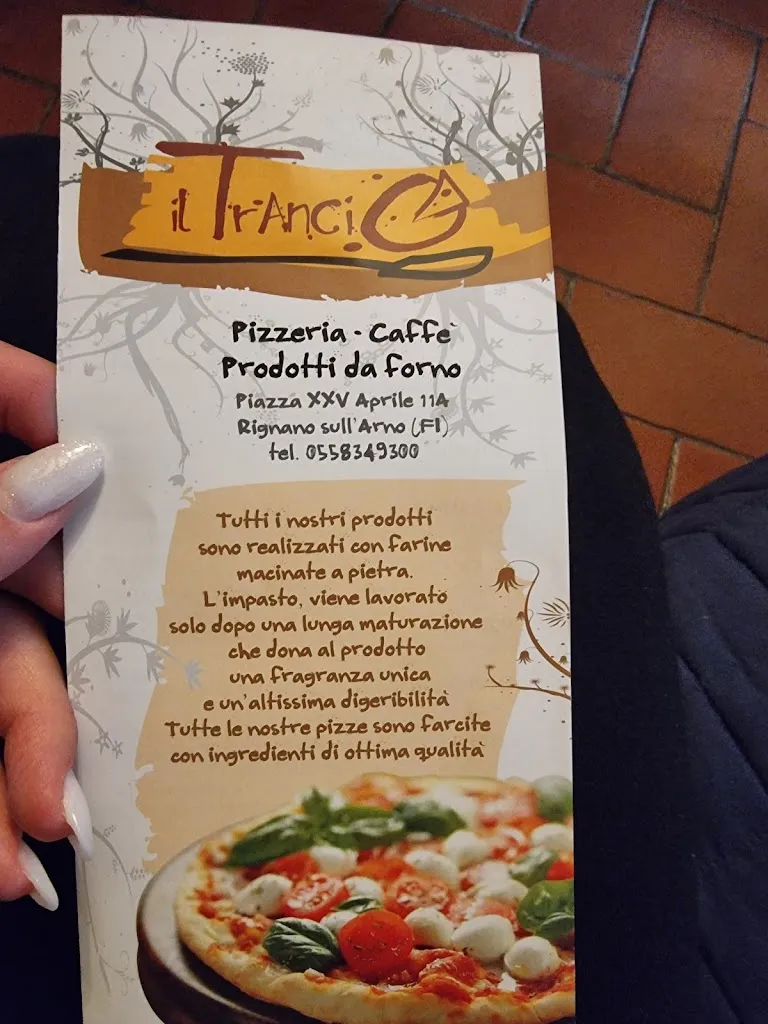 il Trancio
Pizzeria - Caffè
Prodotti da forno
Piazza XXV Aprile 11A
Rignano sull'Arno (FI)
tel. 0558349300
Tutti i nostri prodotti
sono realizzati con farine
macinate a pietra.
L'impasto, viene lavorato
solo dopo una lunga maturazione
che dona al prodotto
una fragranza unica
e un'altissima digeribilità
Tutte le nostre pizze sono farcite
con ingredienti di ottima qualità